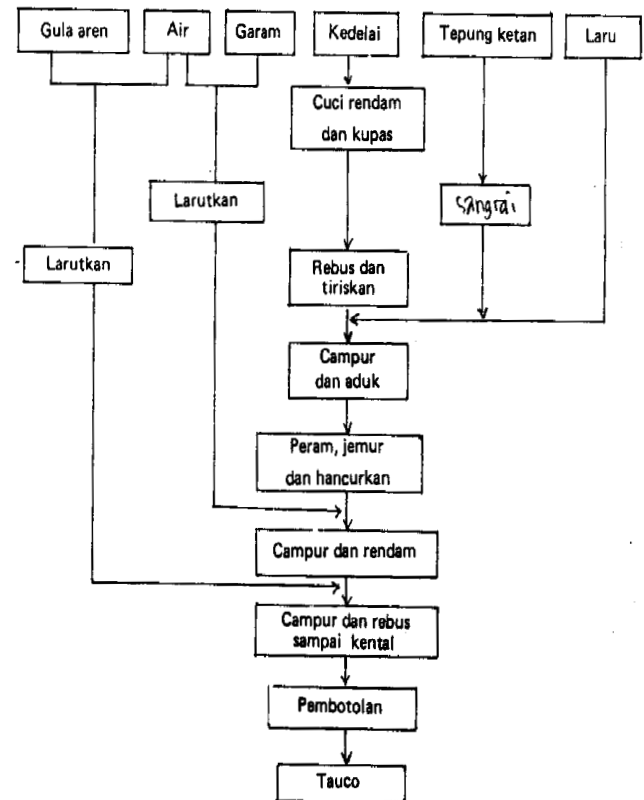 Gula aren
Air
Garam
Kedelai
Tepung ketan
Laru
Cuci rendam
dan kupas
Larutkan
Sangrai
Larutkan
Rebus dan
tiriskan
Campur
dan aduk
Peram, jemur
dan hancurkan
Campur dan rendam
Campur dan rebus
sampai kental
Pembotolan
Tauco